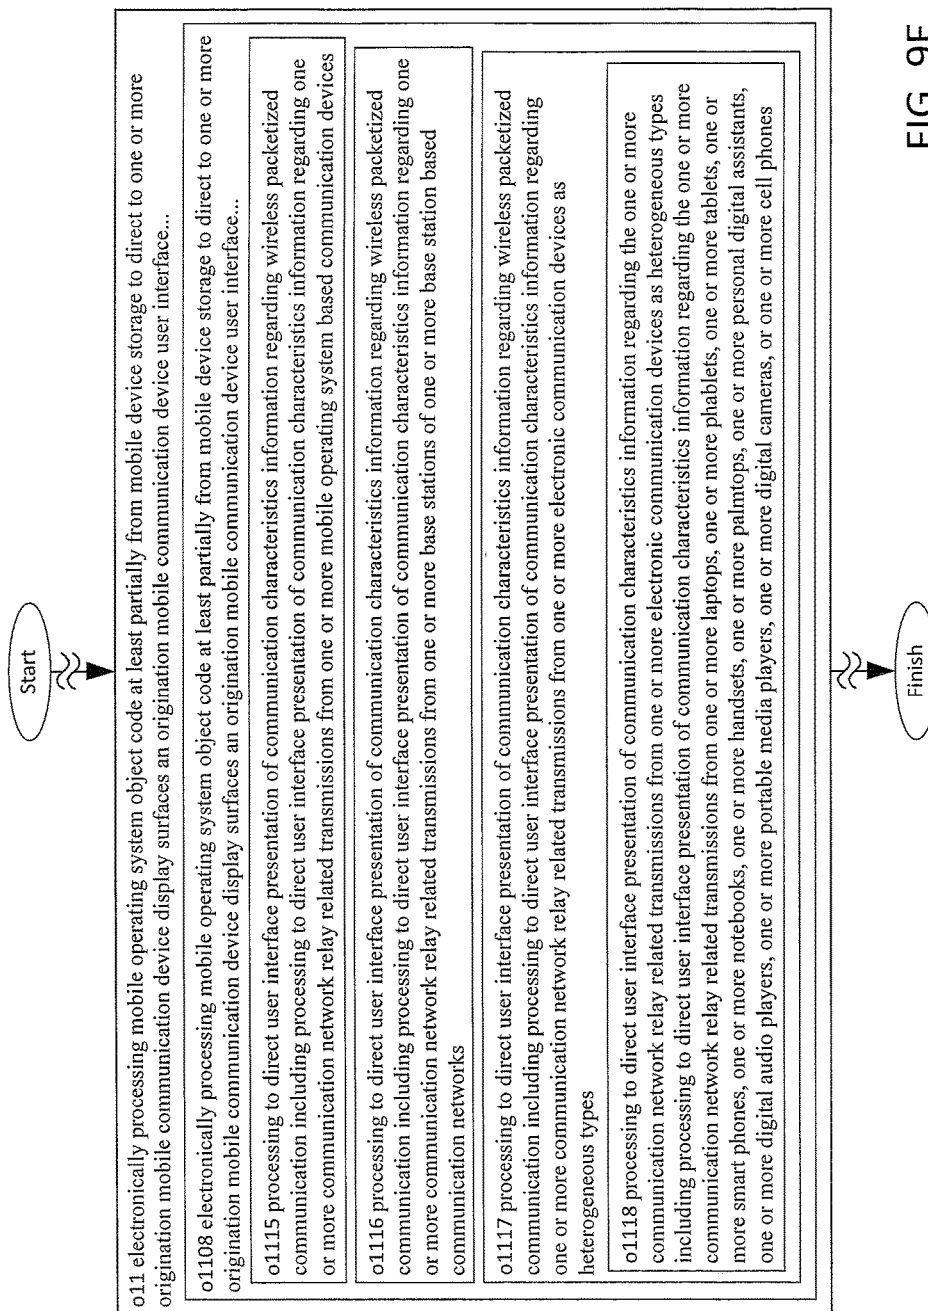 Start
o111 electronically processing mobile operating system object code at least partially from mobile device storage to direct to one or more
origination mobile communication device display surfaces an origination mobile communication device user interface...
o1108 electronically processing mobile operating system object code at least partially from mobile device storage to direct to one or more
origination mobile communication device display surfaces an origination mobile communication device user interface...
o1115 processing to direct user interface presentation of communication characteristics information regarding wireless packetized
communication including processing to direct user interface presentation of communication characteristics information regarding one
or more communication network relay related transmissions from one or more mobile operating system based communication devices
o1116 processing to direct user interface presentation of communication characteristics information regarding wireless packetized
communication including processing to direct user interface presentation of communication characteristics information regarding one
or more communication network relay related transmissions from one or more base stations of one or more base station based
communication networks
o1117 processing to direct user interface presentation of communication characteristics information regarding wireless packetized
communication including processing to direct user interface presentation of communication characteristics information regarding
one or more communication network relay related transmissions from one or more electronic communication devices as
heterogeneous types
o1118 processing to direct user interface presentation of communication characteristics information regarding the one or more
communication network relay related transmissions from one or more electronic communication devices as heterogeneous types
including processing to direct user interface presentation of communication characteristics information regarding the one or more
communication network relay related transmissions from one or more laptops, one or more phablets, one or more tablets, one or
more smart phones, one or more notebooks, one or more handsets, one or more palmtops, one or more personal digital assistants,
one or more digital audio players, one or more portable media players, one or more digital cameras, or one or more cell phones
Finish
FIG. 9F